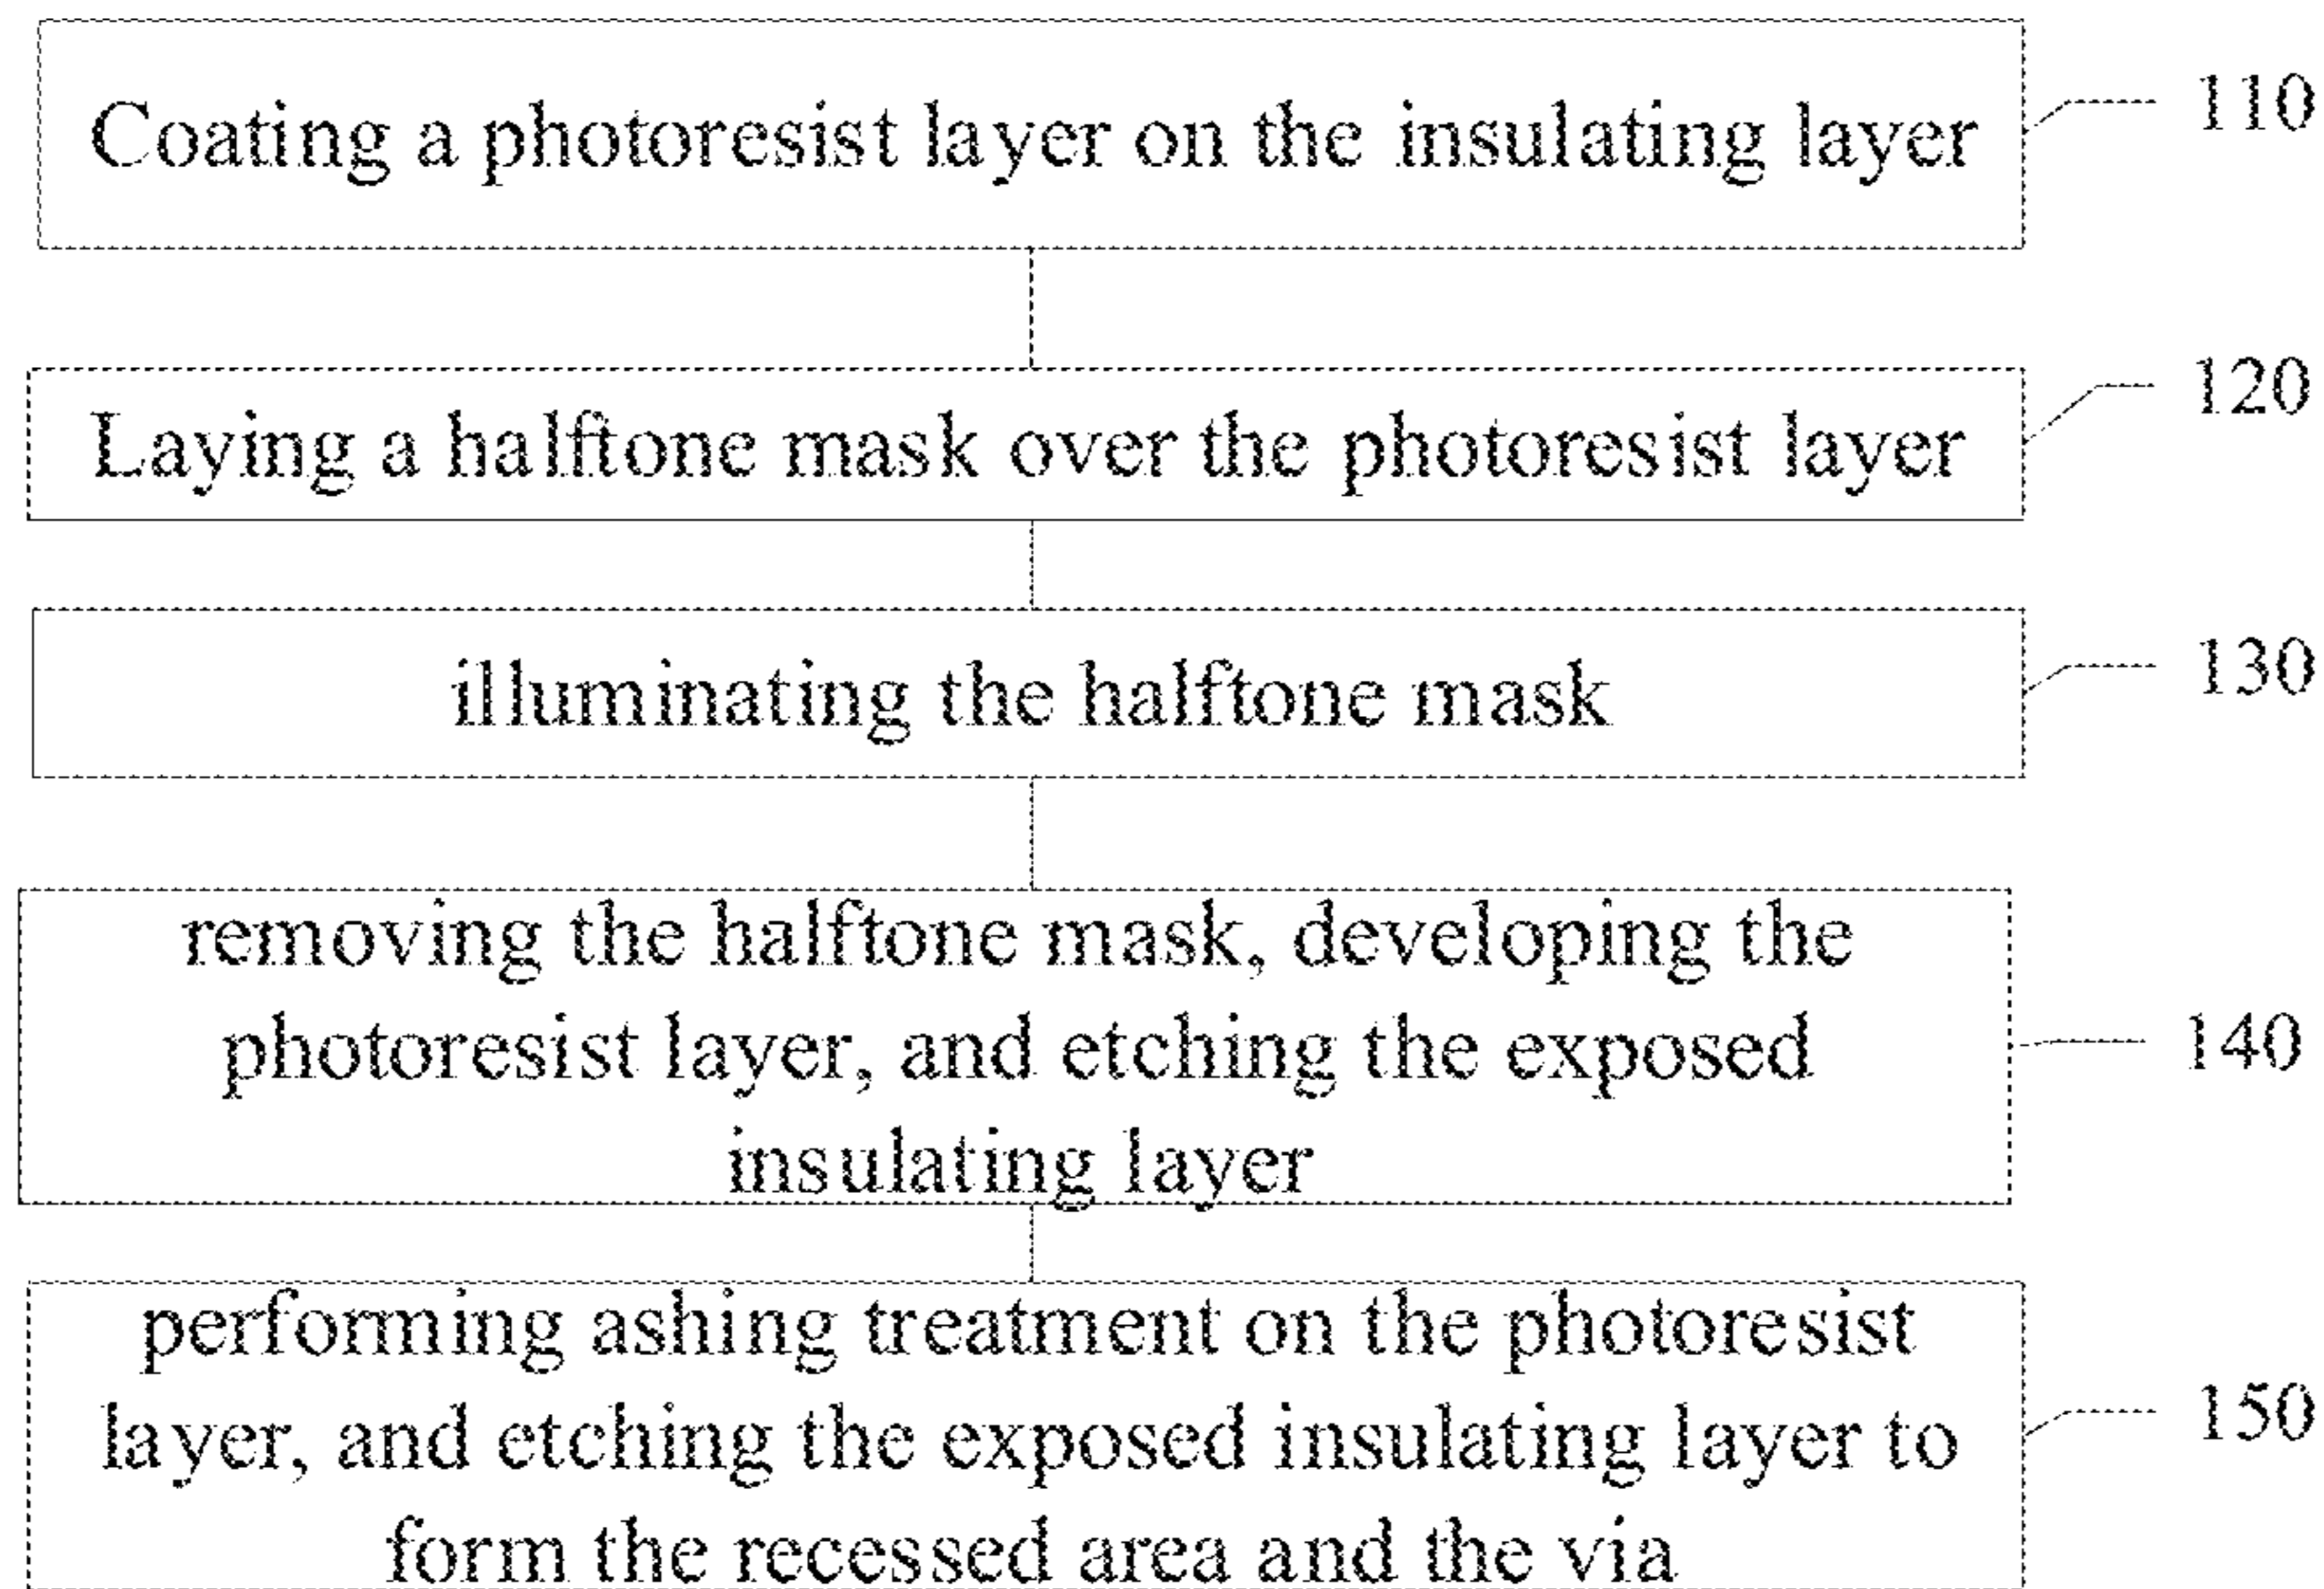 Coating a photoresist layer on the insulating layer
110
Laying a halftone mask over the photoresist layer
120
illuminating the halftone mask
130
removing the halftone mask, developing the
photoresist layer, and etching the exposed
insulating layer
140
performing ashing treatment on the photoresist
layer, and etching the exposed insulating layer to
form the recessed area and the via
150